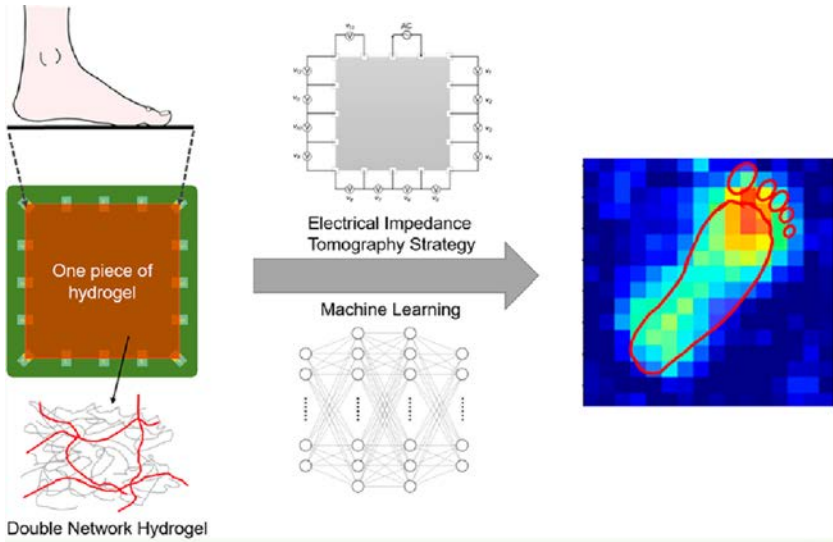 One piece of
hydrogel
Double Network Hydrogel
AC
Electrical Impedance
Tomography Strategy
Machine Learning